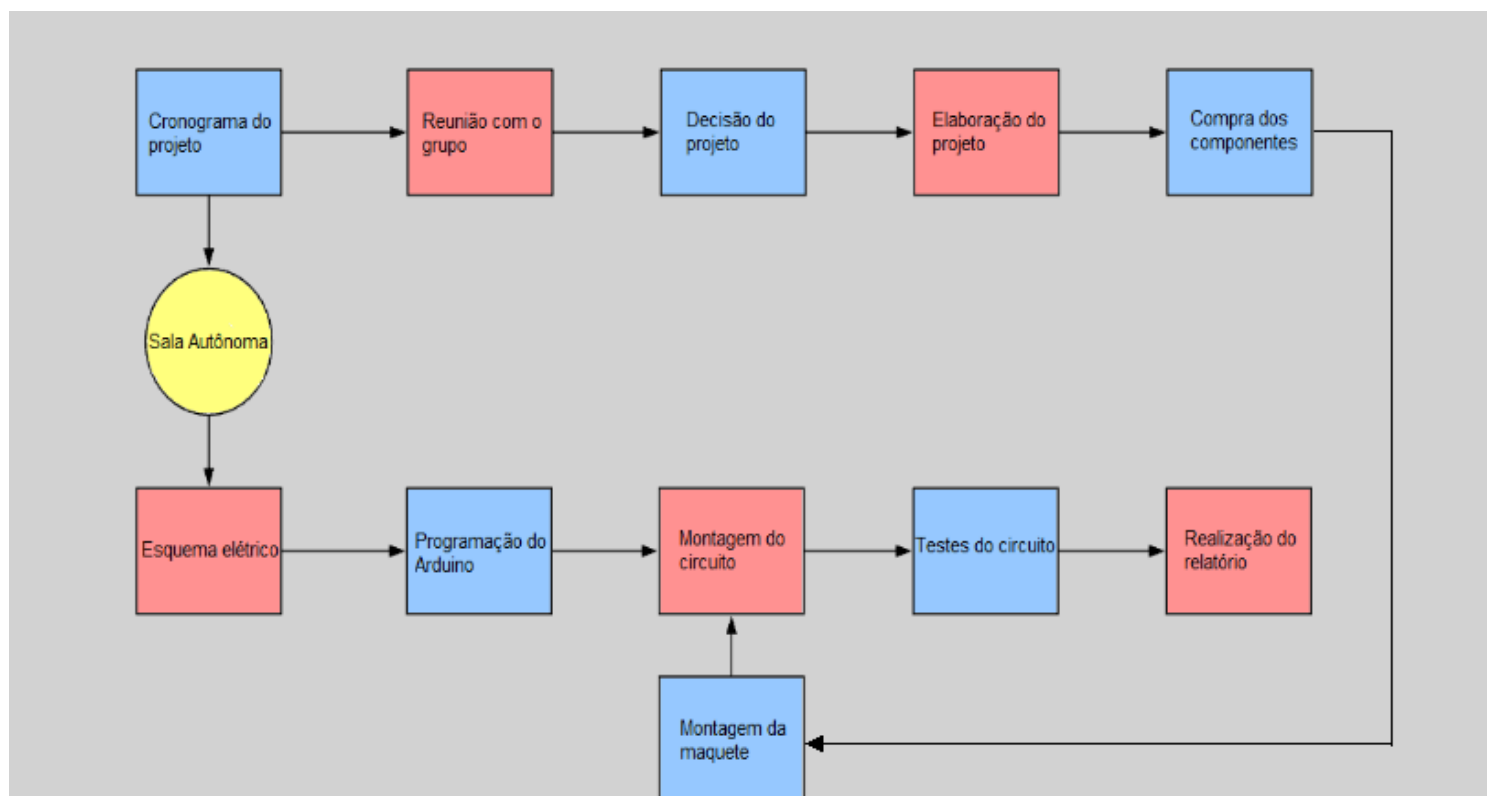 Cronograma do
projeto
Reunião com o
grupo
Decisão do
projeto
Elaboração do
projeto
Compra dos
componentes
Sala Autônoma
Esquema elétrico
Programação do
Arduino
Montagem do
circuito
Testes do circuito
Realização do
relatório
Montagem da
maquete